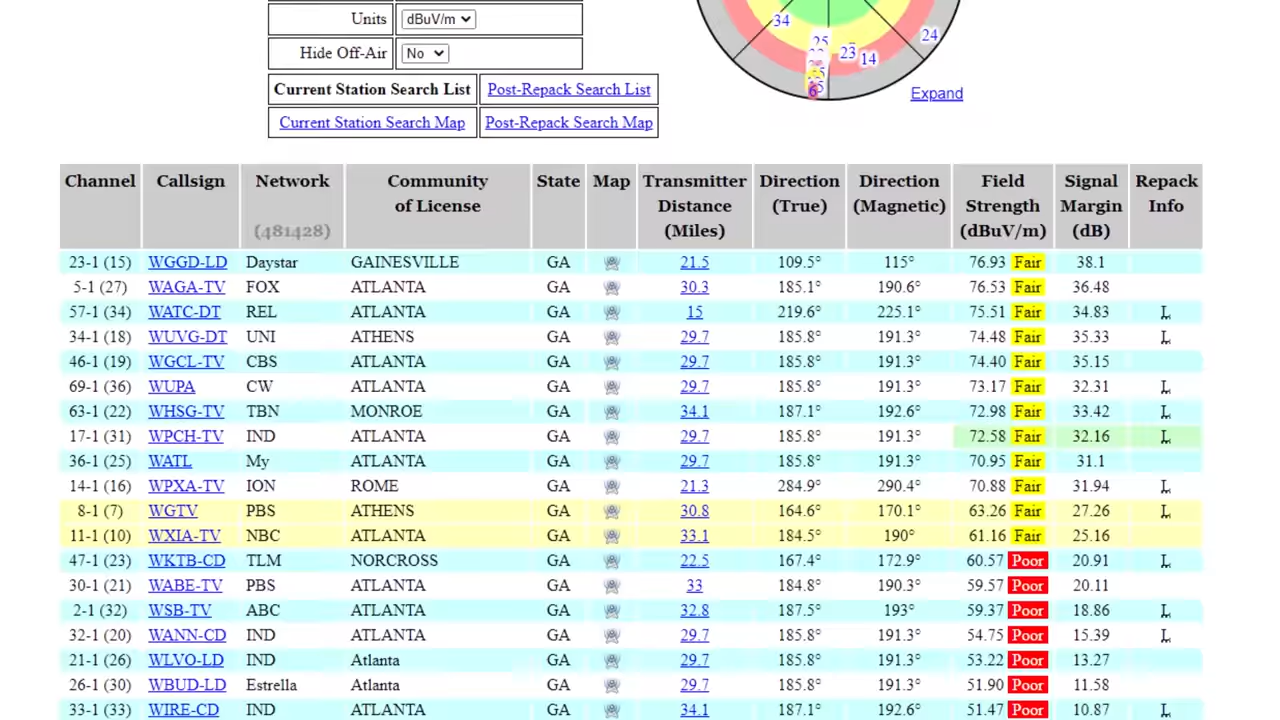 Units dBuV/m
Hide Off-Air No
Current Station Search List Post-Repack Search List
Current Station Search Map Post-Repack Search Map
34
25
23
14
24
6
Expand
Channel Callsign Network (481428) Community of License State Map Transmitter Distance (Miles) Direction (True) Direction (Magnetic) Field Strength (dBuV/m) Signal Margin (dB) Repack Info
23-1 (15) WGGD-LD Daystar GAINESVILLE GA 21.5 109.5° 115° 76.93 Fair 38.1
5-1 (27) WAGA-TV FOX ATLANTA GA 30.3 185.1° 190.6° 76.53 Fair 36.48
57-1 (34) WATC-DT REL ATLANTA GA 15 219.6° 225.1° 75.51 Fair 34.83 L
34-1 (18) WUVG-DT UNI ATHENS GA 29.7 185.8° 191.3° 74.48 Fair 35.33 L
46-1 (19) WGCL-TV CBS ATLANTA GA 29.7 185.8° 191.3° 74.40 Fair 35.15
69-1 (36) WUPA CW ATLANTA GA 29.7 185.8° 191.3° 73.17 Fair 32.31 L
63-1 (22) WHSG-TV TBN MONROE GA 34.1 187.1° 192.6° 72.98 Fair 33.42 L
17-1 (31) WPCH-TV IND ATLANTA GA 29.7 185.8° 191.3° 72.58 Fair 32.16 L
36-1 (25) WATL My ATLANTA GA 29.7 185.8° 191.3° 70.95 Fair 31.1
14-1 (16) WPXA-TV ION ROME GA 21.3 284.9° 290.4° 70.88 Fair 31.94 L
8-1 (7) WGTV PBS ATHENS GA 30.8 164.6° 170.1° 63.26 Fair 27.26 L
11-1 (10) WXIA-TV NBC ATLANTA GA 33.1 184.5° 190° 61.16 Fair 25.16
47-1 (23) WKTB-CD TLM NORCROSS GA 22.5 167.4° 172.9° 60.57 Poor 20.91 L
30-1 (21) WABE-TV PBS ATLANTA GA 33 184.8° 190.3° 59.57 Poor 20.11
2-1 (32) WSB-TV ABC ATLANTA GA 32.8 187.5° 193° 59.37 Poor 18.86 L
32-1 (20) WANN-CD IND ATLANTA GA 29.7 185.8° 191.3° 54.75 Poor 15.39 L
21-1 (26) WLVO-LD IND Atlanta GA 29.7 185.8° 191.3° 53.22 Poor 13.27
26-1 (30) WBUD-LD Estrella Atlanta GA 29.7 185.8° 191.3° 51.90 Poor 11.58
33-1 (33) WIRE-CD IND ATLANTA GA 34.1 187.1° 192.6° 51.47 Poor 10.87 L